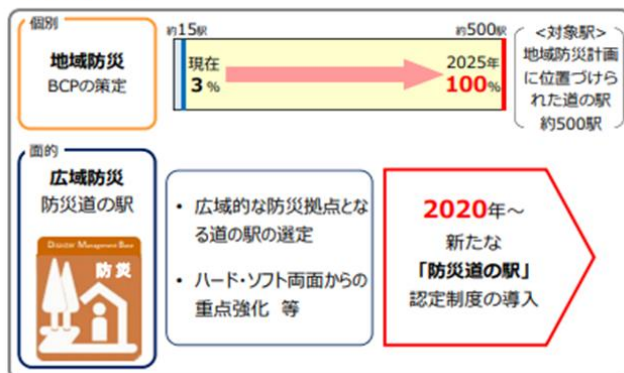 個別
地域防災
BCPの策定
約15駅
約500駅
現在
3%
2025年
100%
<対象駅>
地域防災計画
に位置づけら
れた道の駅
約500駅
面的
広域防災
防災道の駅
Disaster Management Base
防災
・ 広域的な防災拠点とな
る道の駅の選定
・ ハード・ソフト両面からの
重点強化 等
2020年～
新たな
「防災道の駅」
認定制度の導入